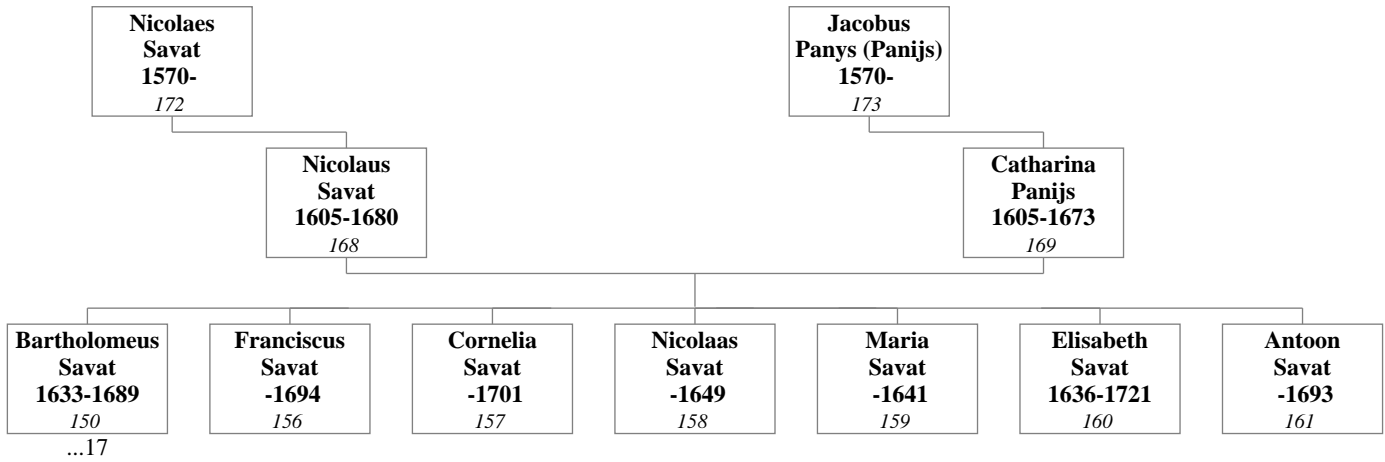 Nicolaes
Savat
1570-
172
Jacobus
Panys (Panijs)
1570-
173
Nicolaus
Savat
1605-1680
168
Catharina
Panijs
1605-1673
169
Bartholomeus
Savat
1633-1689
150
...17
Franciscus
Savat
-1694
156
Cornelia
Savat
-1701
157
Nicolaas
Savat
-1649
158
Maria
Savat
-1641
159
Elisabeth
Savat
1636-1721
160
Antoon
Savat
-1693
161